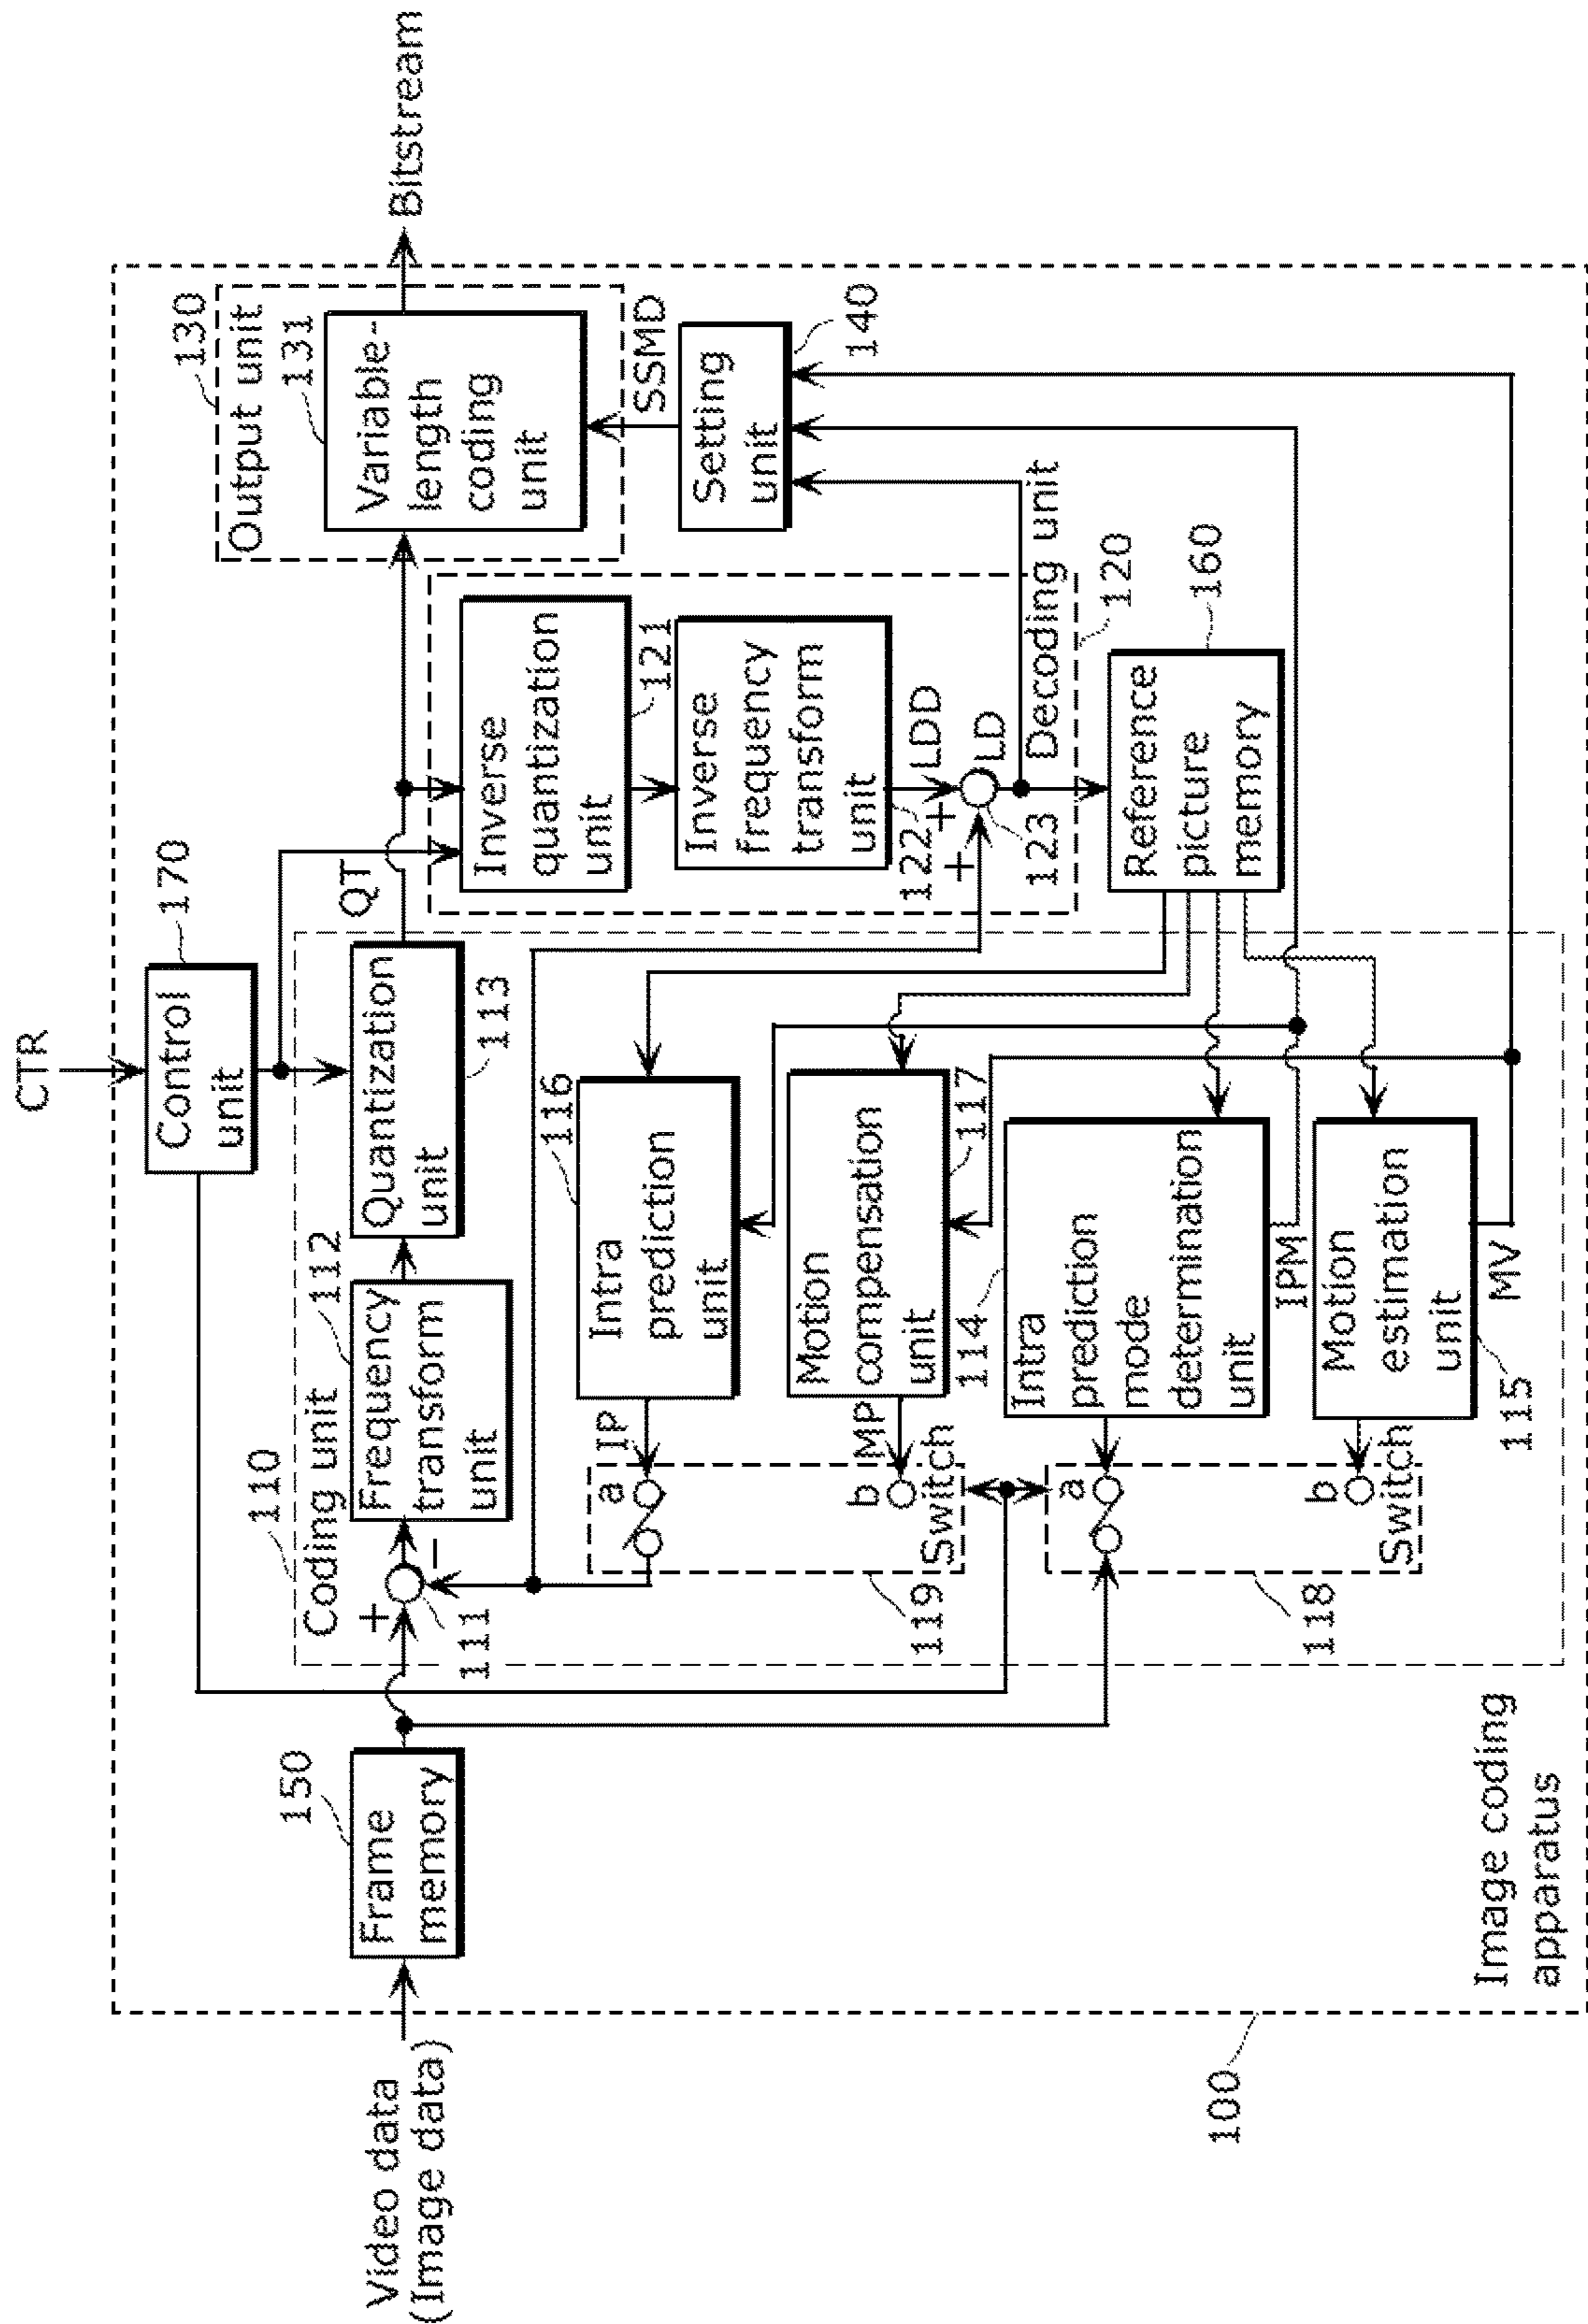 CTR
Control
unit
170
Video data
(Image data)
150
Frame
memory
110
Coding unit
+
−
111
112
Frequency
transform
unit
Quantization
unit
113
QT
130
Output unit
131
Variable-
length
coding
unit
Bitstream
SSMD
Setting
unit
140
Inverse
quantization
unit
121
Inverse
frequency
transform
unit
122
LDD
+
+
123
LD
Decoding unit
120
160
Reference
picture
memory
116
Intra
prediction
unit
IP
a
b
Switch
119
MP
Motion
compensation
unit
117
114
Intra
prediction
mode
determination
unit
IPM
a
b
Switch
118
Motion
estimation
unit
115
MV
Image coding
apparatus
100